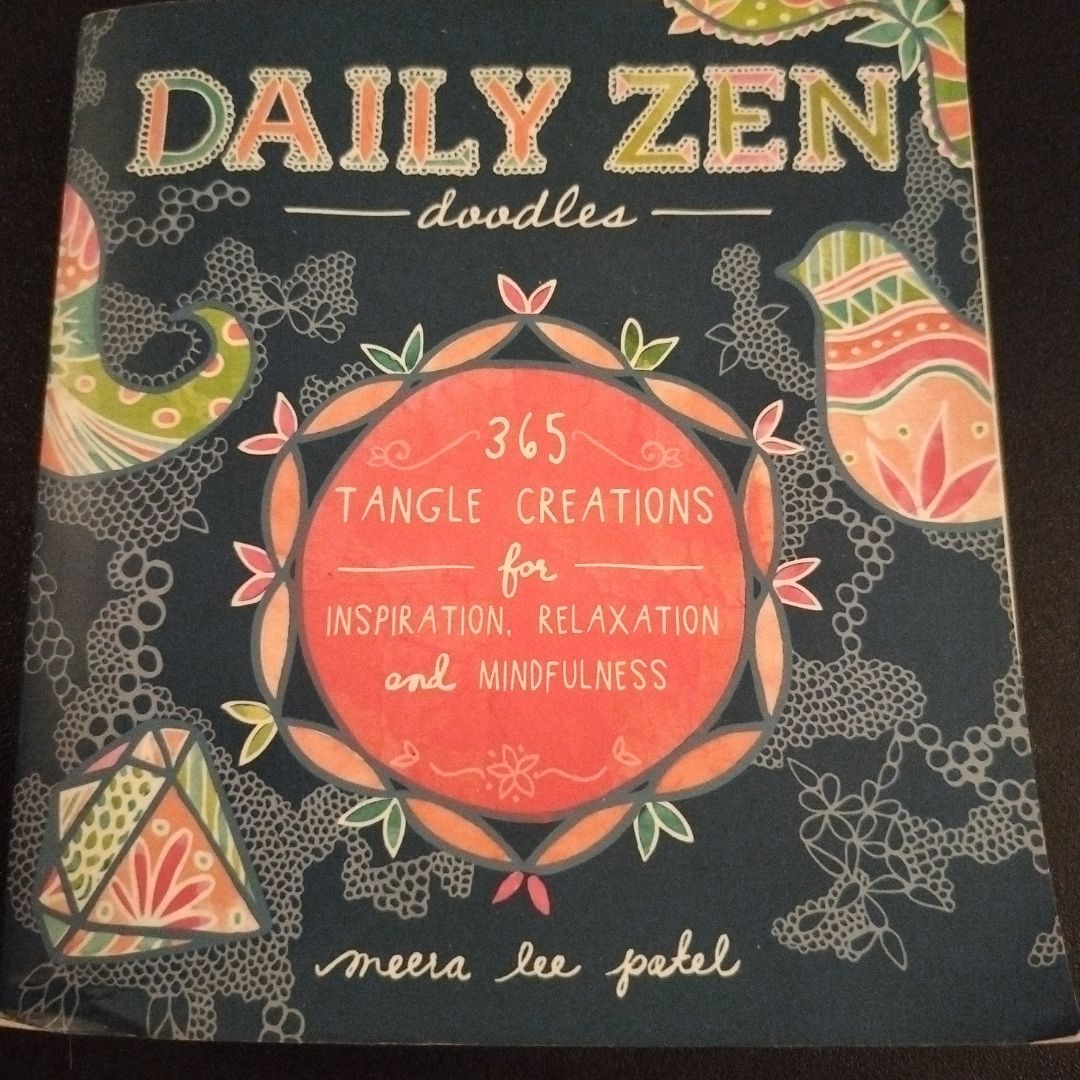 DAILY ZEN
doodles
365
TANGLE CREATIONS
for
INSPIRATION, RELAXATION
and MINDFULNESS
meera lee patel